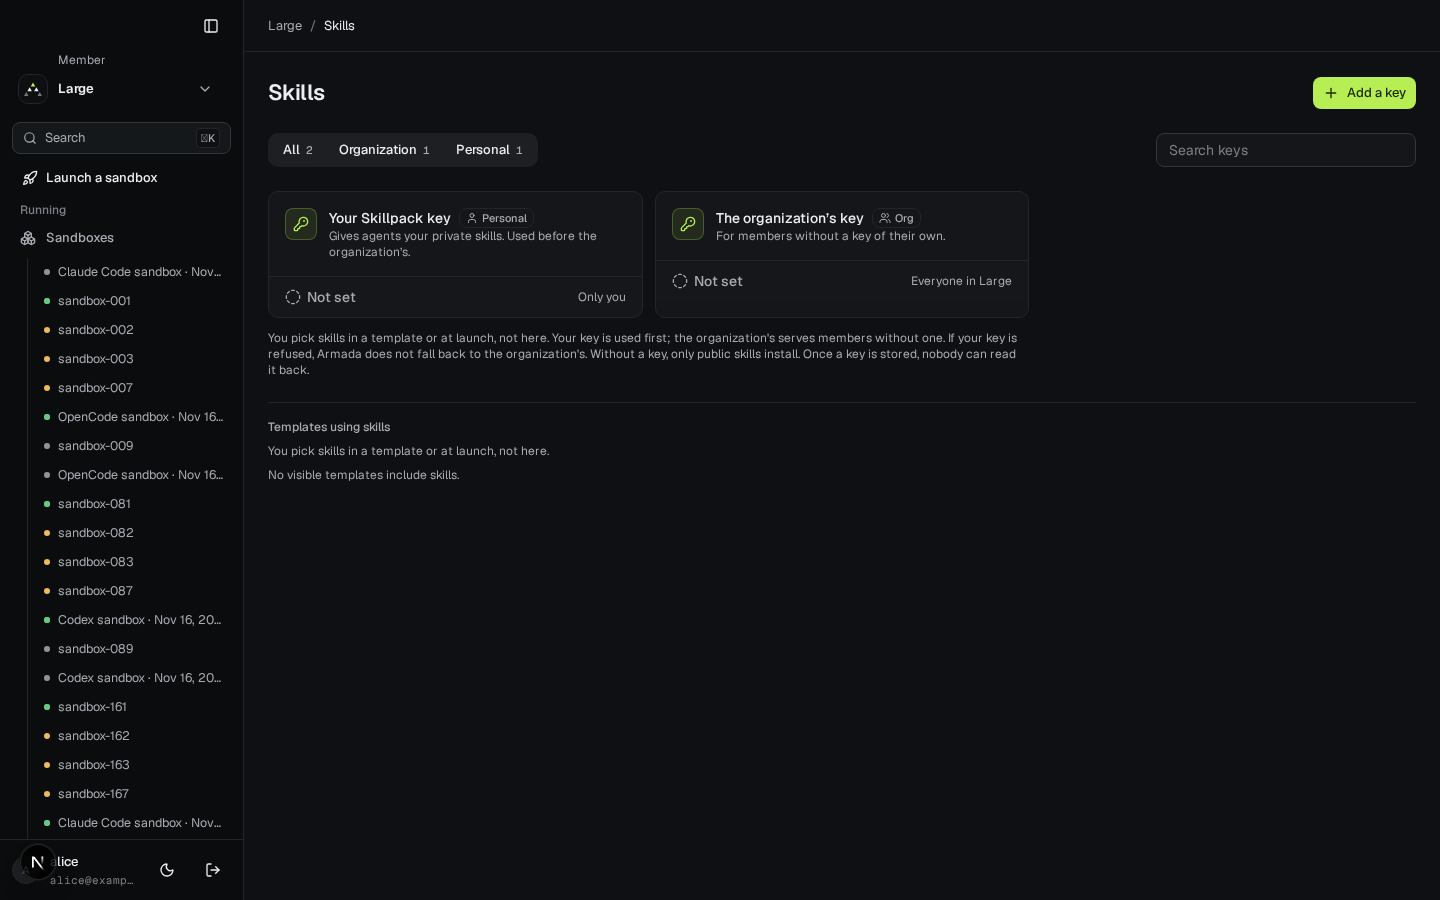 Member
Large
Search
K
Launch a sandbox
Running
Sandboxes
Claude Code sandbox · Nov…
sandbox-001
sandbox-002
sandbox-003
sandbox-007
OpenCode sandbox · Nov 16…
sandbox-009
OpenCode sandbox · Nov 16…
sandbox-081
sandbox-082
sandbox-083
sandbox-087
Codex sandbox · Nov 16, 20…
sandbox-089
Codex sandbox · Nov 16, 20…
sandbox-161
sandbox-162
sandbox-163
sandbox-167
Claude Code sandbox · Nov…
N
alice
alice@examp…
Large / Skills
Skills
Add a key
All 2 Organization 1 Personal 1
Search keys
Your Skillpack key Personal
Gives agents your private skills. Used before the
organization's.
Not set Only you
The organization's key Org
For members without a key of their own.
Not set Everyone in Large
You pick skills in a template or at launch, not here. Your key is used first; the organization's serves members without one. If your key is
refused, Armada does not fall back to the organization's. Without a key, only public skills install. Once a key is stored, nobody can read
it back.
Templates using skills
You pick skills in a template or at launch, not here.
No visible templates include skills.